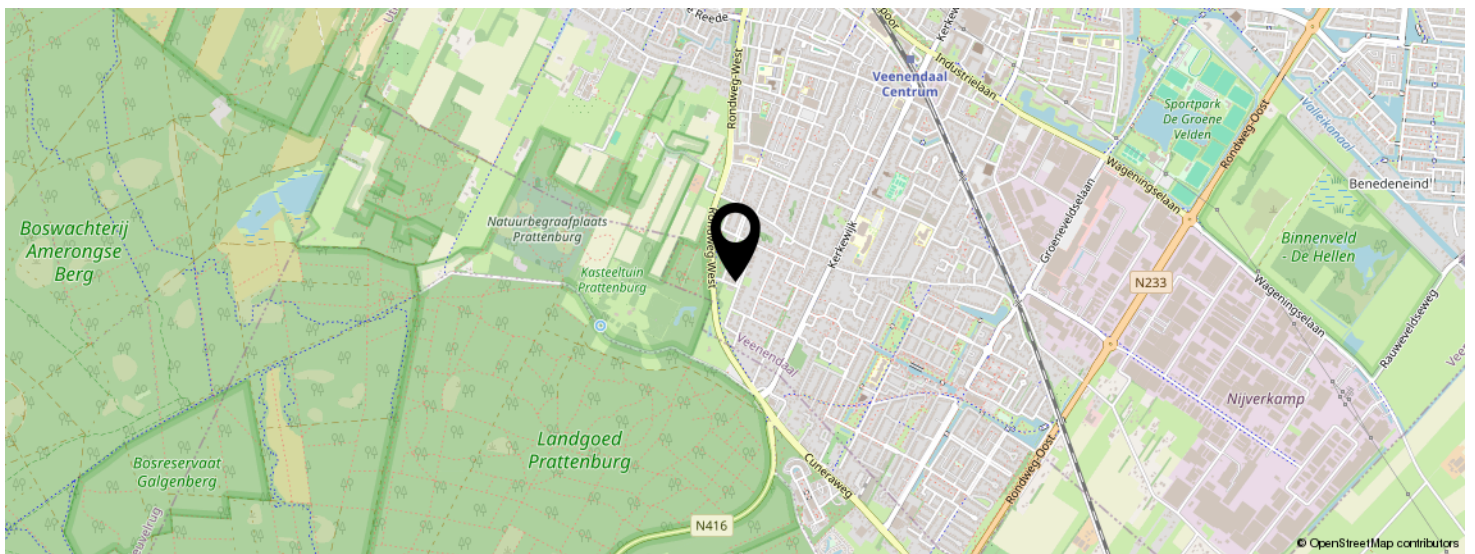 Reede
Rondweg-West
Kerkewijk
Industrielaan
Veenendaal
Centrum
Sportpark
De Groene
Velden
Rondweg-Oost
Valleikanaal
Wageningselaan
Benedeneind
Groeneveldselaan
Boswachterij
Amerongse
Berg
Natuurbegraafplaats
Prattenburg
Rondweg-West
Kerkewijk
Binnenveld
- De Hellen
Kasteeltuin
Prattenburg
N233
Wageningselaan
Rauweveldseweg
Veenendaal
Nijverkamp
Landgoed
Prattenburg
Bosreservaat
Galgenberg
Cuneraweg
Rondweg-Oost
N416
© OpenStreetMap contributors